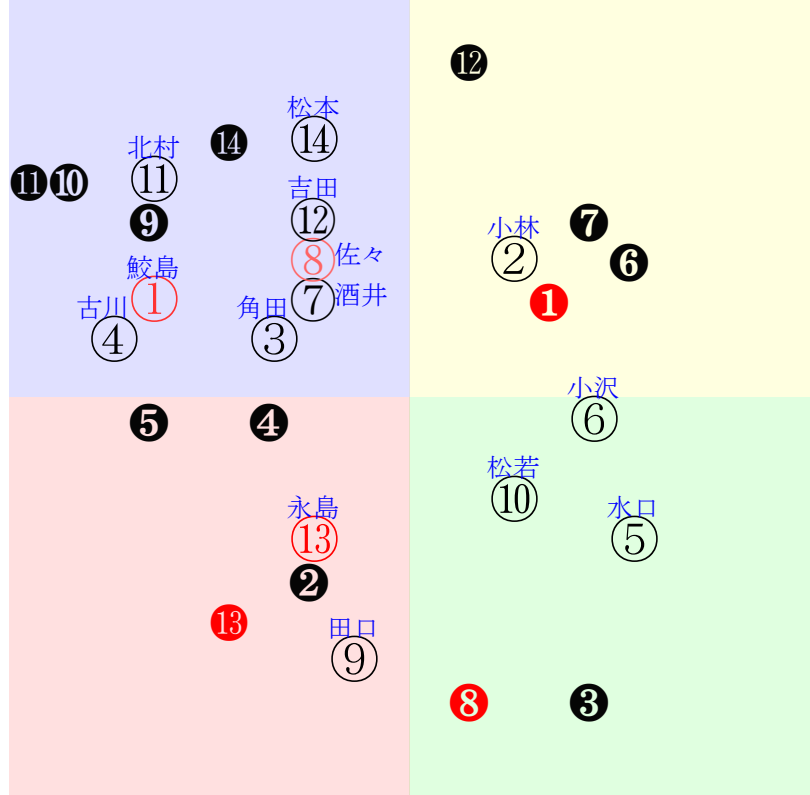 ⓬
松本
⑭
北村
⓮
⓫
❿
⑪
吉田
⑫
❾
❼
小林
②
❻
佐々
⑧
鮫島
①
酒井
⑦
❶
古川
④
角田
③
小沢
⑥
❺
❹
松若
⑩
永島
⑬
水口
⑤
❷
⓭
田口
⑨
❽
❸